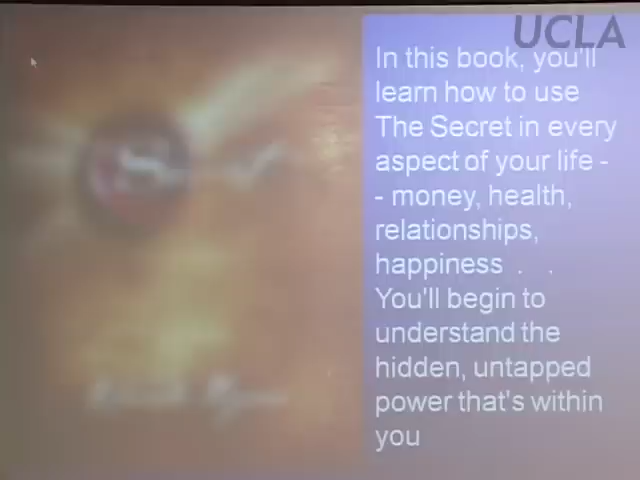 UCLA
In this book, you'll
learn how to use
The Secret in every
aspect of your life -
- money, health,
relationships,
happiness . .
You'll begin to
understand the
hidden, untapped
power that's within
you